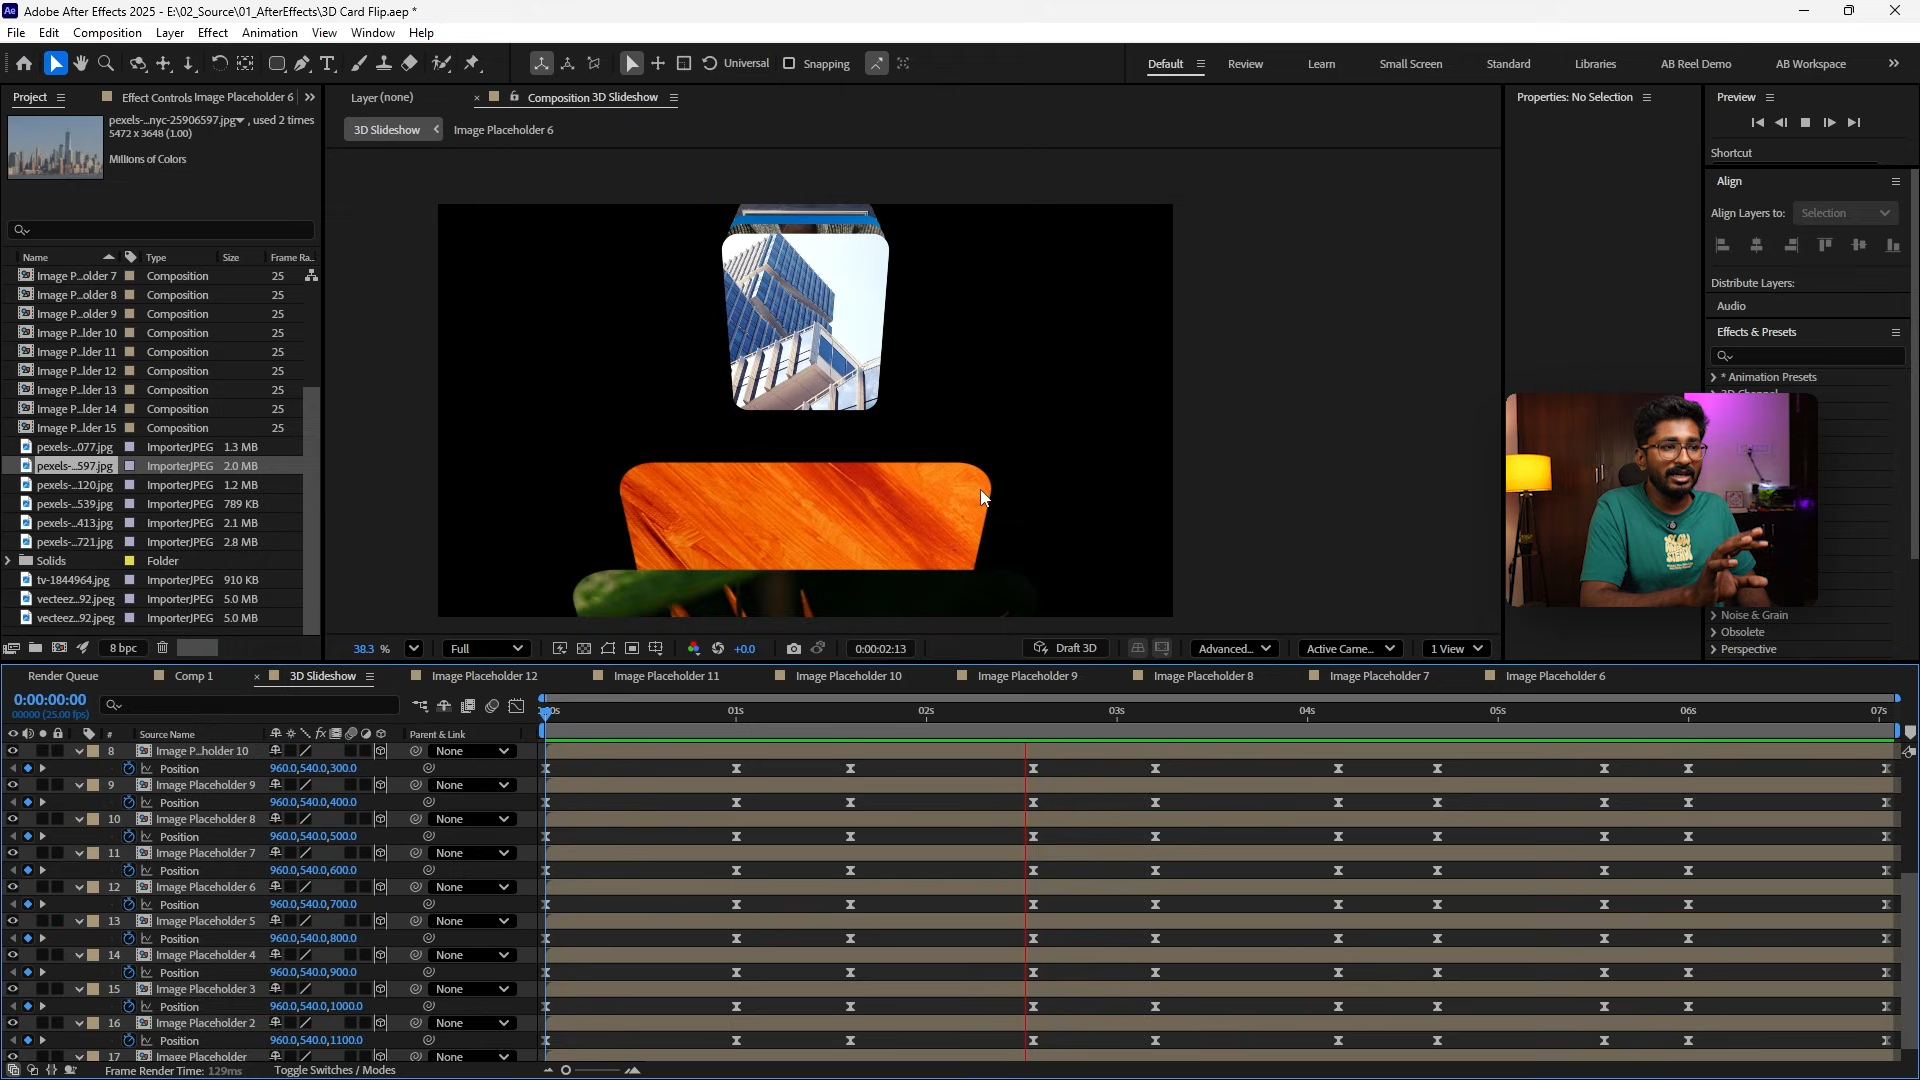 Adobe After Effects 2025 - E:\02_Source\01_AfterEffects\3D Card Flip.aep *
File Edit Composition Layer Effect Animation View Window Help
Universal Snapping Default Review Learn Small Screen Standard Libraries AB Reel Demo AB Workspace
Project Effect Controls Image Placeholder 6
Layer (none) Composition 3D Slideshow
Properties: No Selection
Preview
pexels-...nyc-25906597.jpg , used 2 times
5472 x 3648 (1.00)
Millions of Colors
3D Slideshow Image Placeholder 6
Shortcut
Align
Align Layers to: Selection
Distribute Layers:
Audio
Effects & Presets
* Animation Presets
Noise & Grain
Obsolete
Perspective
Name Type Size Frame Ra...
Image P...older 7 Composition 25
Image P...older 8 Composition 25
Image P...older 9 Composition 25
Image P...lder 10 Composition 25
Image P...lder 11 Composition 25
Image P...lder 12 Composition 25
Image P...lder 13 Composition 25
Image P...lder 14 Composition 25
Image P...lder 15 Composition 25
pexels-...077.jpg ImporterJPEG 1.3 MB
pexels-...597.jpg ImporterJPEG 2.0 MB
pexels-...120.jpg ImporterJPEG 1.2 MB
pexels-...539.jpg ImporterJPEG 789 KB
pexels-...413.jpg ImporterJPEG 2.1 MB
pexels-...721.jpg ImporterJPEG 2.8 MB
Solids Folder
tv-1844964.jpg ImporterJPEG 910 KB
vecteez...92.jpeg ImporterJPEG 5.0 MB
vecteez...92.jpeg ImporterJPEG 5.0 MB
8 bpc
38.3 % Full +0.0 0:00:02:13 Draft 3D Advanced... Active Came... 1 View
Render Queue Comp 1 3D Slideshow Image Placeholder 12 Image Placeholder 11 Image Placeholder 10 Image Placeholder 9 Image Placeholder 8 Image Placeholder 7 Image Placeholder 6
0:00:00:00
00000 (25.00 fps)
01s 02s 03s 04s 05s 06s 07s
# Source Name fx Parent & Link
8 Image P...holder 10 None
Position 960.0,540.0,300.0
9 Image Placeholder 9 None
Position 960.0,540.0,400.0
10 Image Placeholder 8 None
Position 960.0,540.0,500.0
11 Image Placeholder 7 None
Position 960.0,540.0,600.0
12 Image Placeholder 6 None
Position 960.0,540.0,700.0
13 Image Placeholder 5 None
Position 960.0,540.0,800.0
14 Image Placeholder 4 None
Position 960.0,540.0,900.0
15 Image Placeholder 3 None
Position 960.0,540.0,1000.0
16 Image Placeholder 2 None
Position 960.0,540.0,1100.0
17 Image Placeholder None
Frame Render Time: 129ms Toggle Switches / Modes